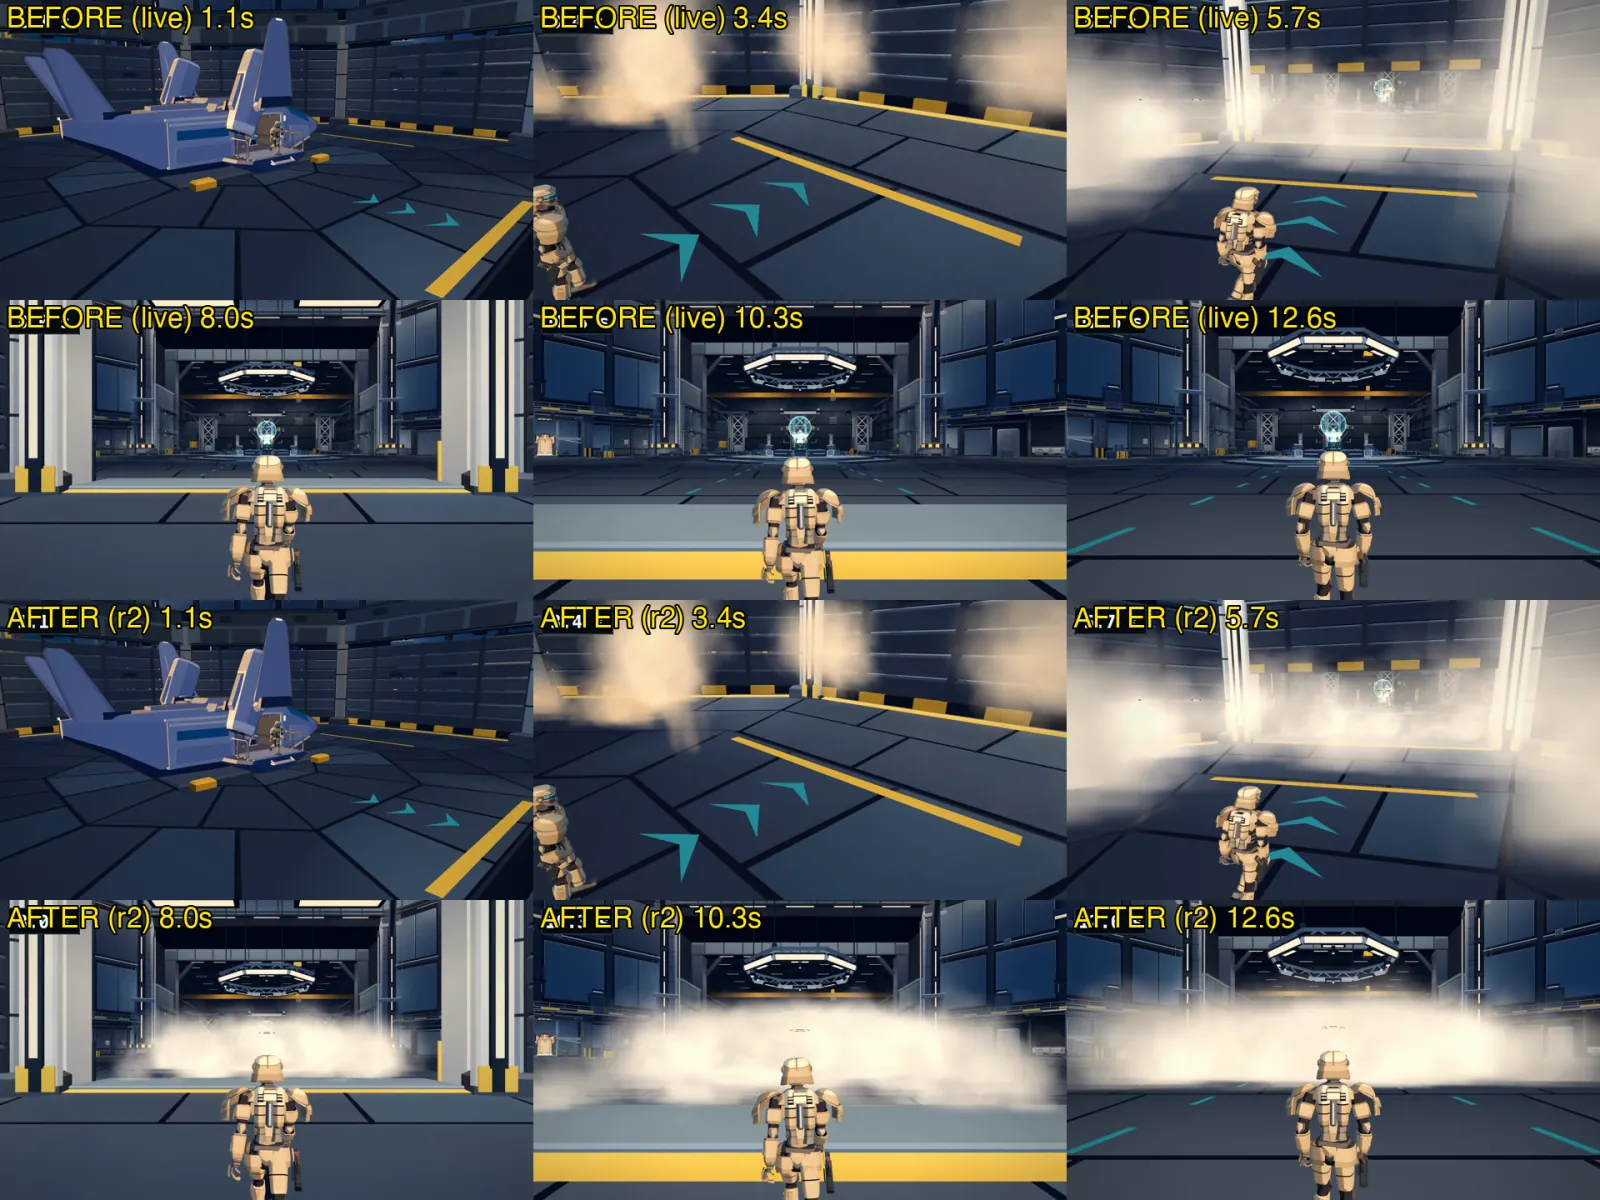 BEFORE (live) 1.1s
BEFORE (live) 3.4s
BEFORE (live) 5.7s
BEFORE (live) 8.0s
BEFORE (live) 10.3s
BEFORE (live) 12.6s
AFTER (r2) 1.1s
AFTER (r2) 3.4s
AFTER (r2) 5.7s
AFTER (r2) 8.0s
AFTER (r2) 10.3s
AFTER (r2) 12.6s